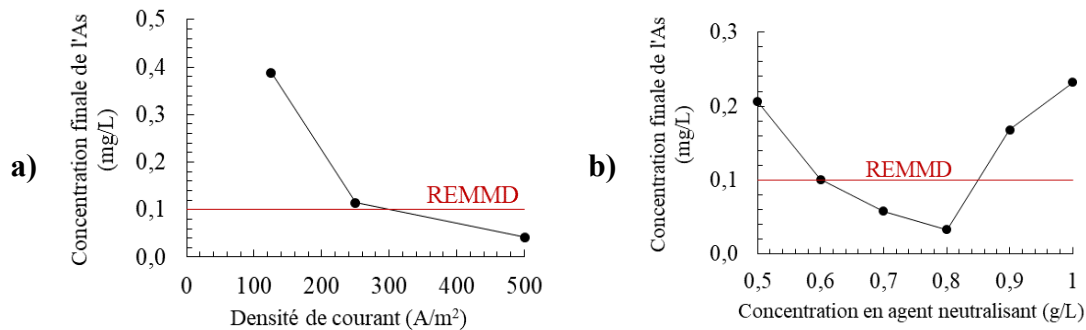 a)
Concentration finale de l'As
(mg/L)
0,5
0,4
0,3
0,2
0,1
0,0
REMMD
0 100 200 300 400 500
Densité de courant (A/m²)
b)
Concentration finale de l'As
(mg/L)
0,3
0,2
0,1
0,0
REMMD
0,5 0,6 0,7 0,8 0,9 1
Concentration en agent neutralisant (g/L)